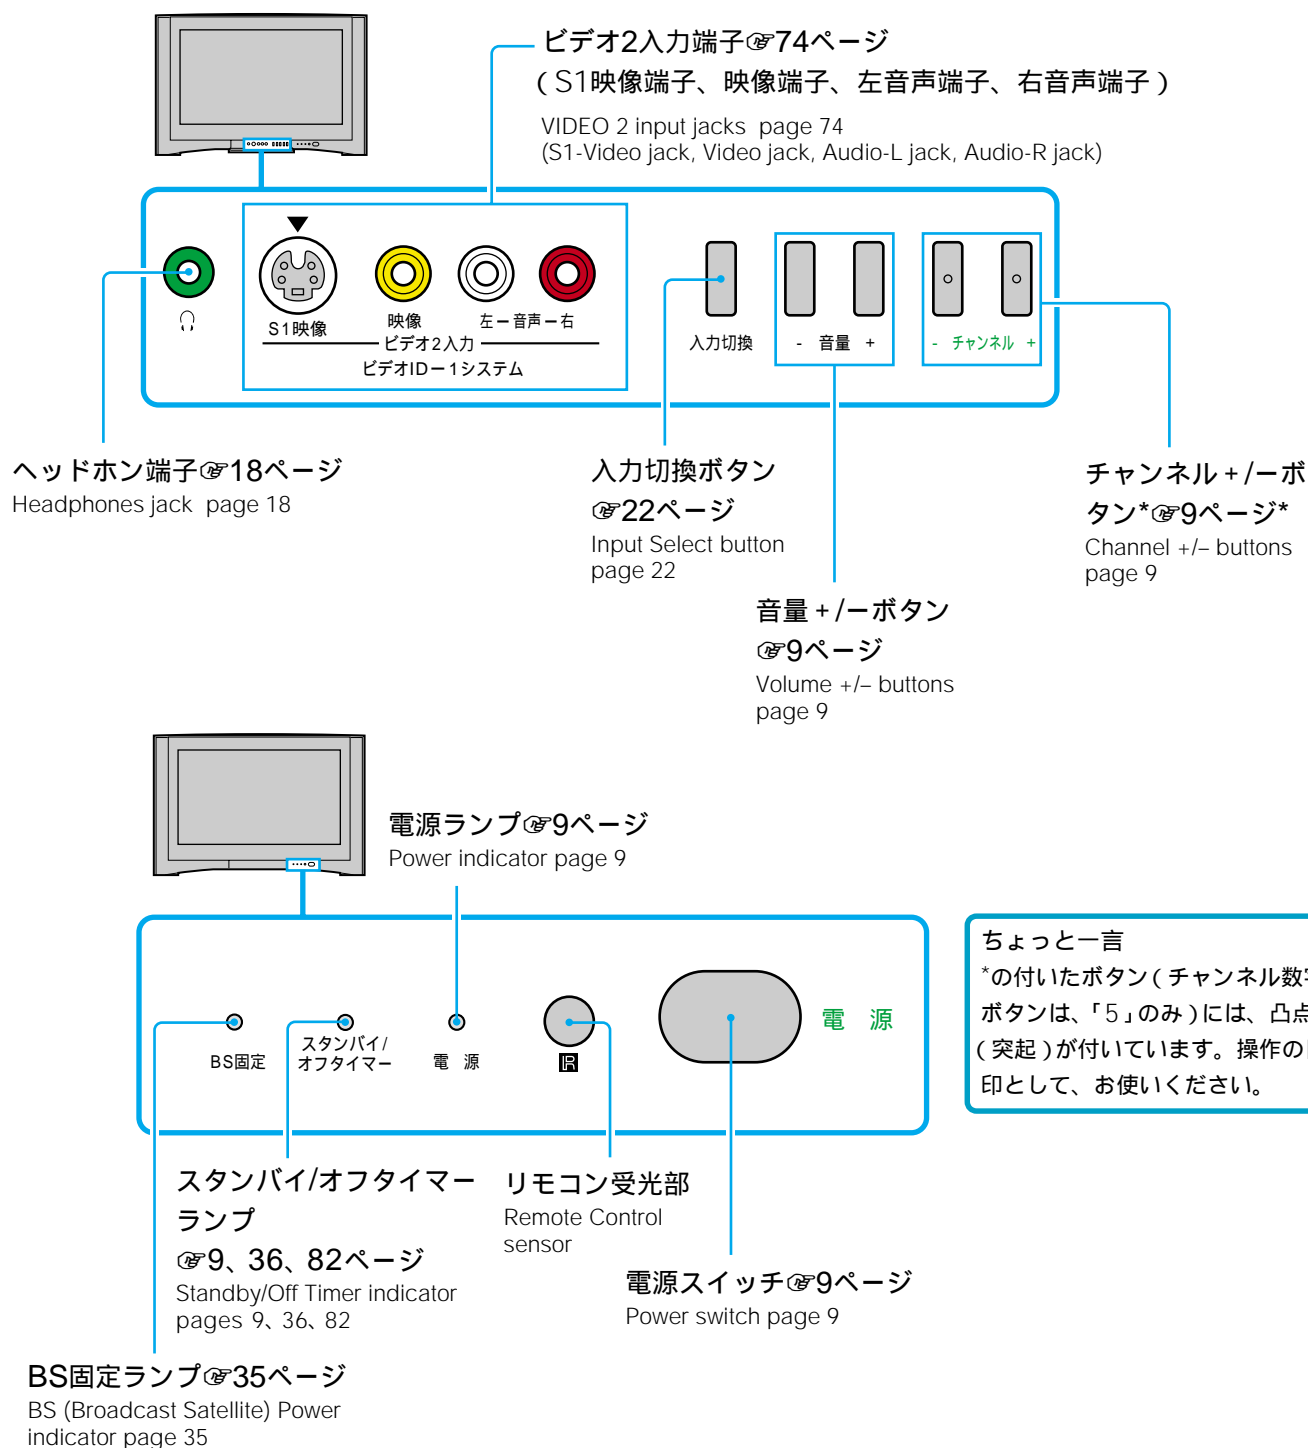 ビデオ2入力端子☞74ページ
（S1映像端子、映像端子、左音声端子、右音声端子）
VIDEO 2 input jacks page 74
(S1-Video jack, Video jack, Audio-L jack, Audio-R jack)
S1映像
映像
左ー音声ー右
ビデオ2入力
ビデオIDー1システム
入力切換
- 音量 +
- チャンネル +
ヘッドホン端子☞18ページ
Headphones jack page 18
入力切換ボタン
☞22ページ
Input Select button
page 22
チャンネル+/ーボ
タン*☞9ページ*
Channel +/– buttons
page 9
音量+/ーボタン
☞9ページ
Volume +/– buttons
page 9
電源ランプ☞9ページ
Power indicator page 9
BS固定
スタンバイ/
オフタイマー
電 源
R
電 源
ちょっと一言
*の付いたボタン（チャンネル数
ボタンは、「5」のみ）には、凸点
（突起）が付いています。操作の
印として、お使いください。
スタンバイ/オフタイマー
ランプ
☞9、36、82ページ
Standby/Off Timer indicator
pages 9、36、82
リモコン受光部
Remote Control
sensor
電源スイッチ☞9ページ
Power switch page 9
BS固定ランプ☞35ページ
BS (Broadcast Satellite) Power
indicator page 35